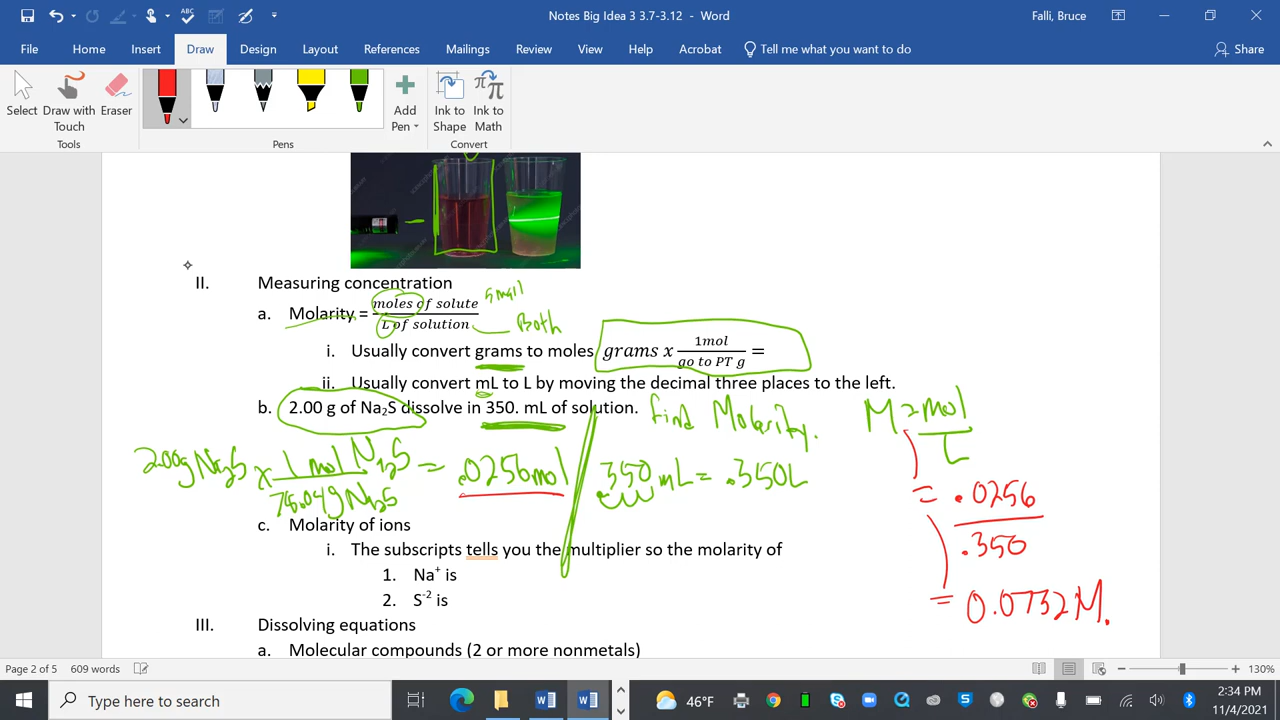 Notes Big Idea 3 3.7-3.12 - Word
Falli, Bruce
File Home Insert Draw Design Layout References Mailings Review View Help Acrobat Tell me what you want to do Share
Select Draw with Touch Eraser Add Pen Ink to Shape Ink to Math
Tools Pens Convert
II. Measuring concentration
a. Molarity = moles of solute / L of solution small Both
i. Usually convert grams to moles grams x 1mol / go to PT g =
ii. Usually convert mL to L by moving the decimal three places to the left.
b. 2.00 g of Na₂S dissolve in 350. mL of solution. find Molarity. M = mol / L
2.00g Na₂S x 1 mol Na₂S / 78.04g Na₂S = .0256mol 350 mL = .350L
= .0256 / .350
= 0.0732M.
c. Molarity of ions
i. The subscripts tells you the multiplier so the molarity of
1. Na⁺ is
2. S⁻² is
III. Dissolving equations
a. Molecular compounds (2 or more nonmetals)
Page 2 of 5 609 words 130%
Type here to search 46°F 2:34 PM
11/4/2021